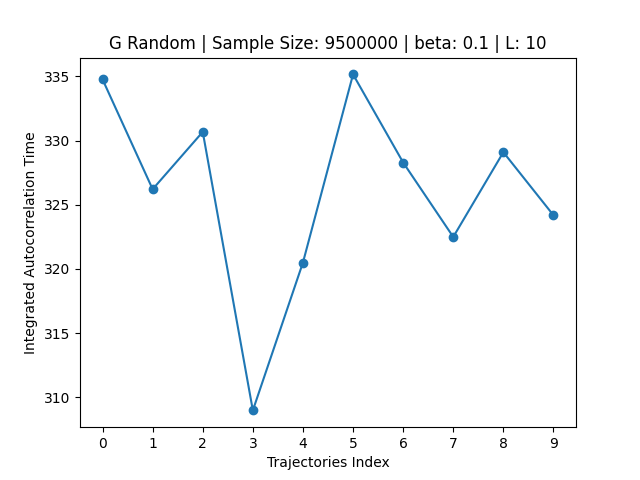 G Random | Sample Size: 9500000 | beta: 0.1 | L: 10
Integrated Autocorrelation Time
335
330
325
320
315
310
0 1 2 3 4 5 6 7 8 9
Trajectories Index